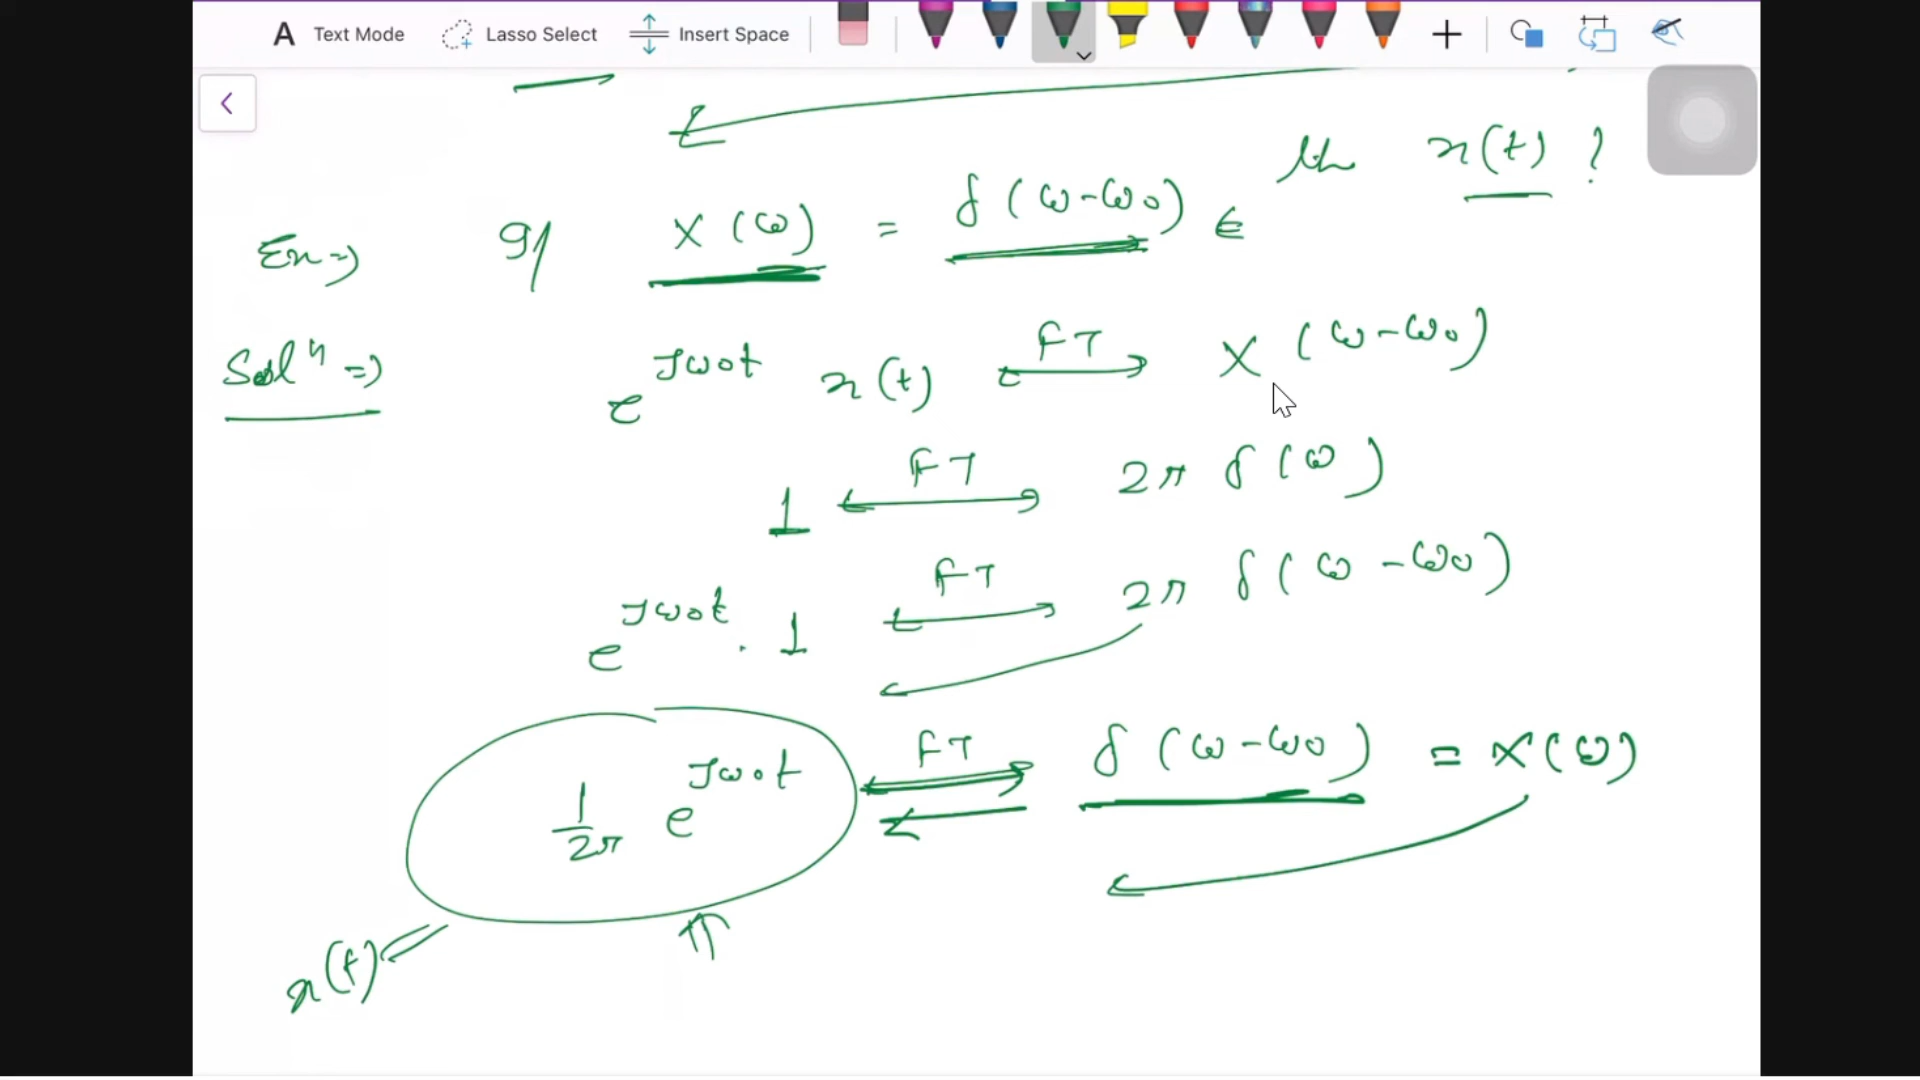 A Text Mode Lasso Select Insert Space
Ex=> If X(ω) = δ(ω-ω0) the x(t) ?
Solⁿ => e^Jω0t x(t) FT X(ω-ω0)
1 FT 2π δ(ω)
e^Jω0t . 1 FT 2π δ(ω-ω0)
1/2π e^Jω0t FT δ(ω-ω0) = X(ω)
x(t)